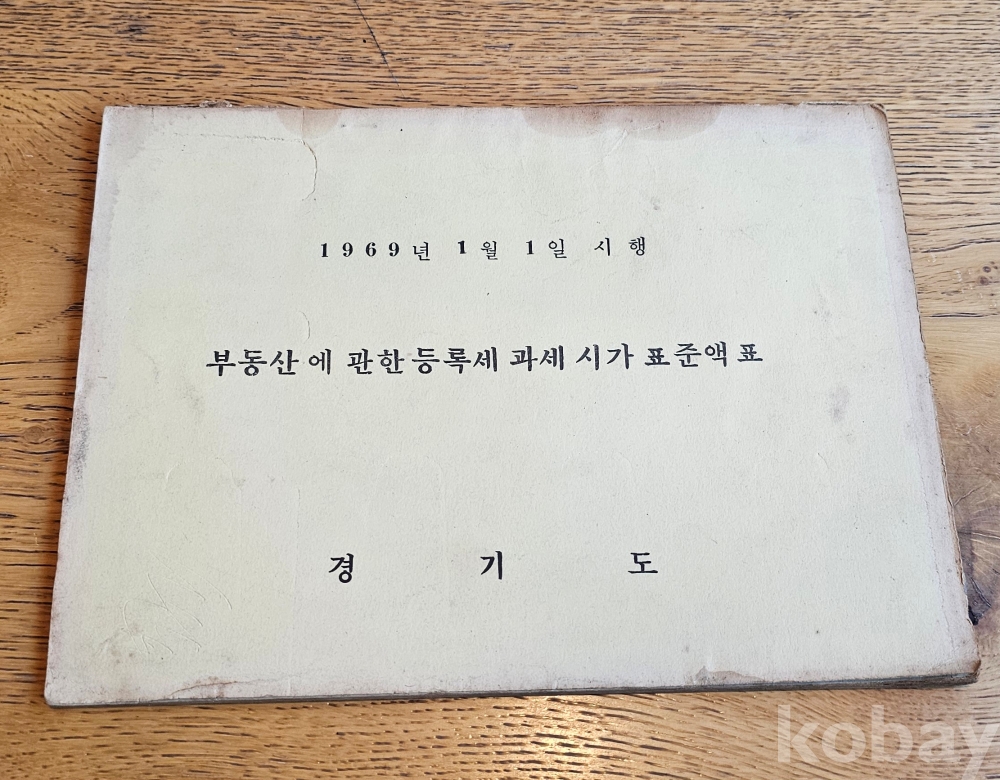 1969년 1월 1일 시행
부동산에 관한 등록세 과세 시가 표준액표
경기도
kobay